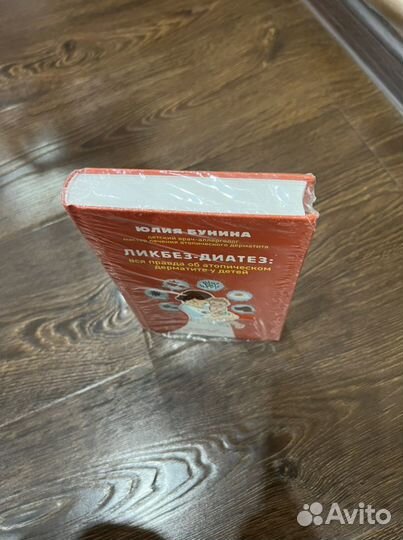 ЮЛИЯ БУНИНА
детский врач-аллерголог
мастер лечения атопического дерматита
ЛИКБЕЗ-ДИАТЕЗ:
вся правда об атопическом
дерматите у детей
Avito